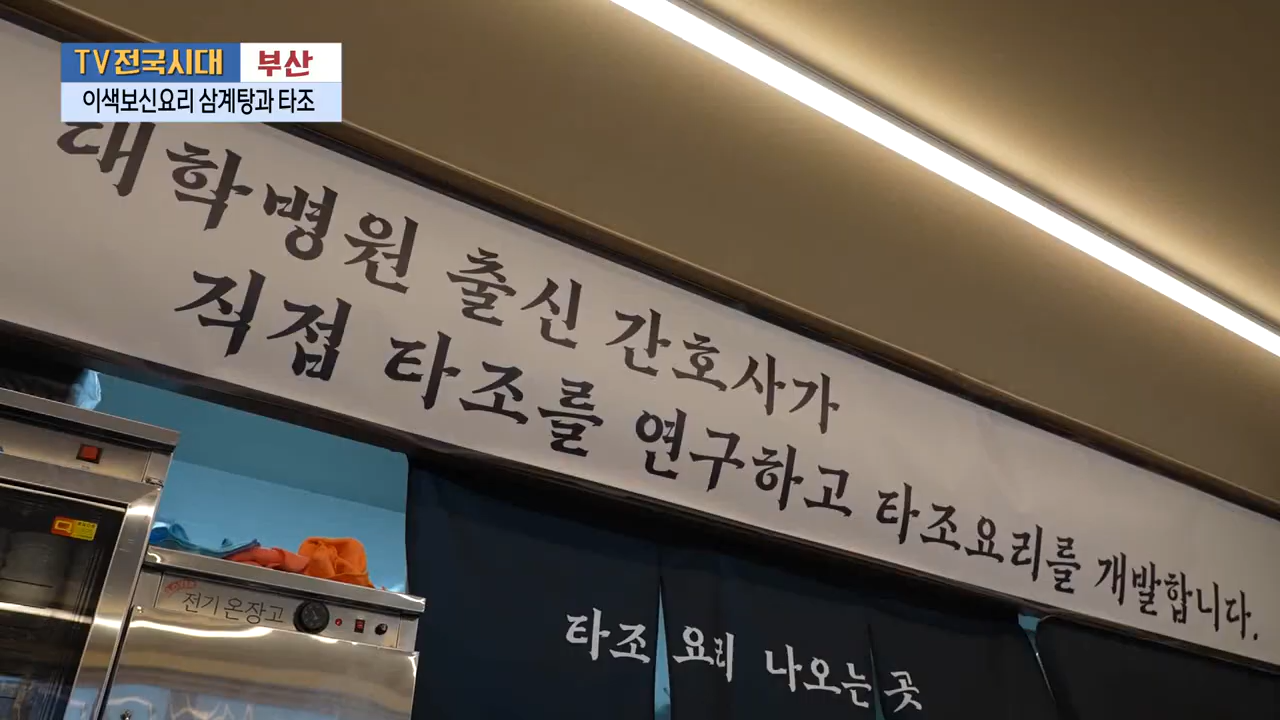 TV전국시대 부산
이색보신요리 삼계탕과 타조
대학병원 출신 간호사가
직접 타조를 연구하고 타조요리를 개발합니다.
전기온장고
타조 요리 나오는 곳